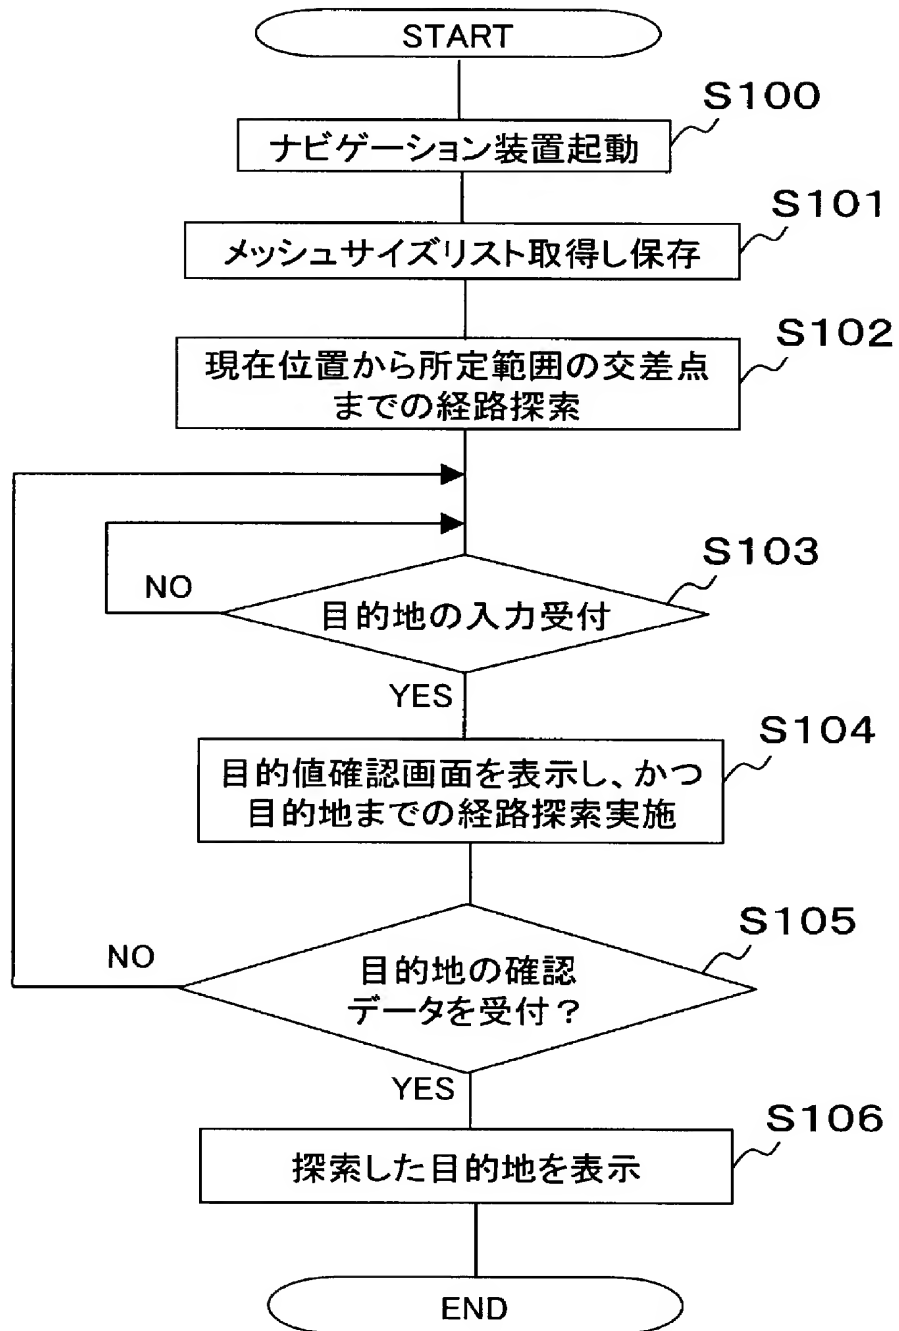 START
S100
ナビゲーション装置起動
S101
メッシュサイズリスト取得し保存
S102
現在位置から所定範囲の交差点
までの経路探索
S103
NO
目的地の入力受付
YES
S104
目的値確認画面を表示し、かつ
目的地までの経路探索実施
S105
NO
目的地の確認
データを受付?
YES
S106
探索した目的地を表示
END